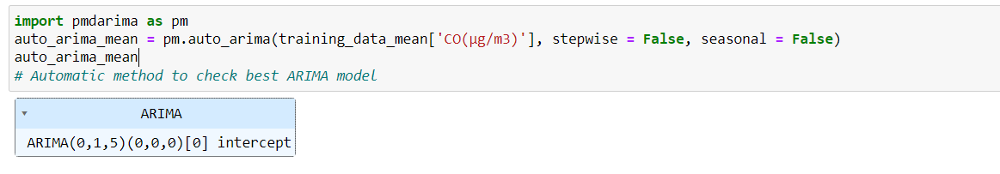 import pmdarima as pm
auto_arima_mean = pm.auto_arima(training_data_mean['CO(µg/m3)'], stepwise = False, seasonal = False)
auto_arima_mean
# Automatic method to check best ARIMA model
ARIMA
ARIMA(0,1,5)(0,0,0)[0] intercept